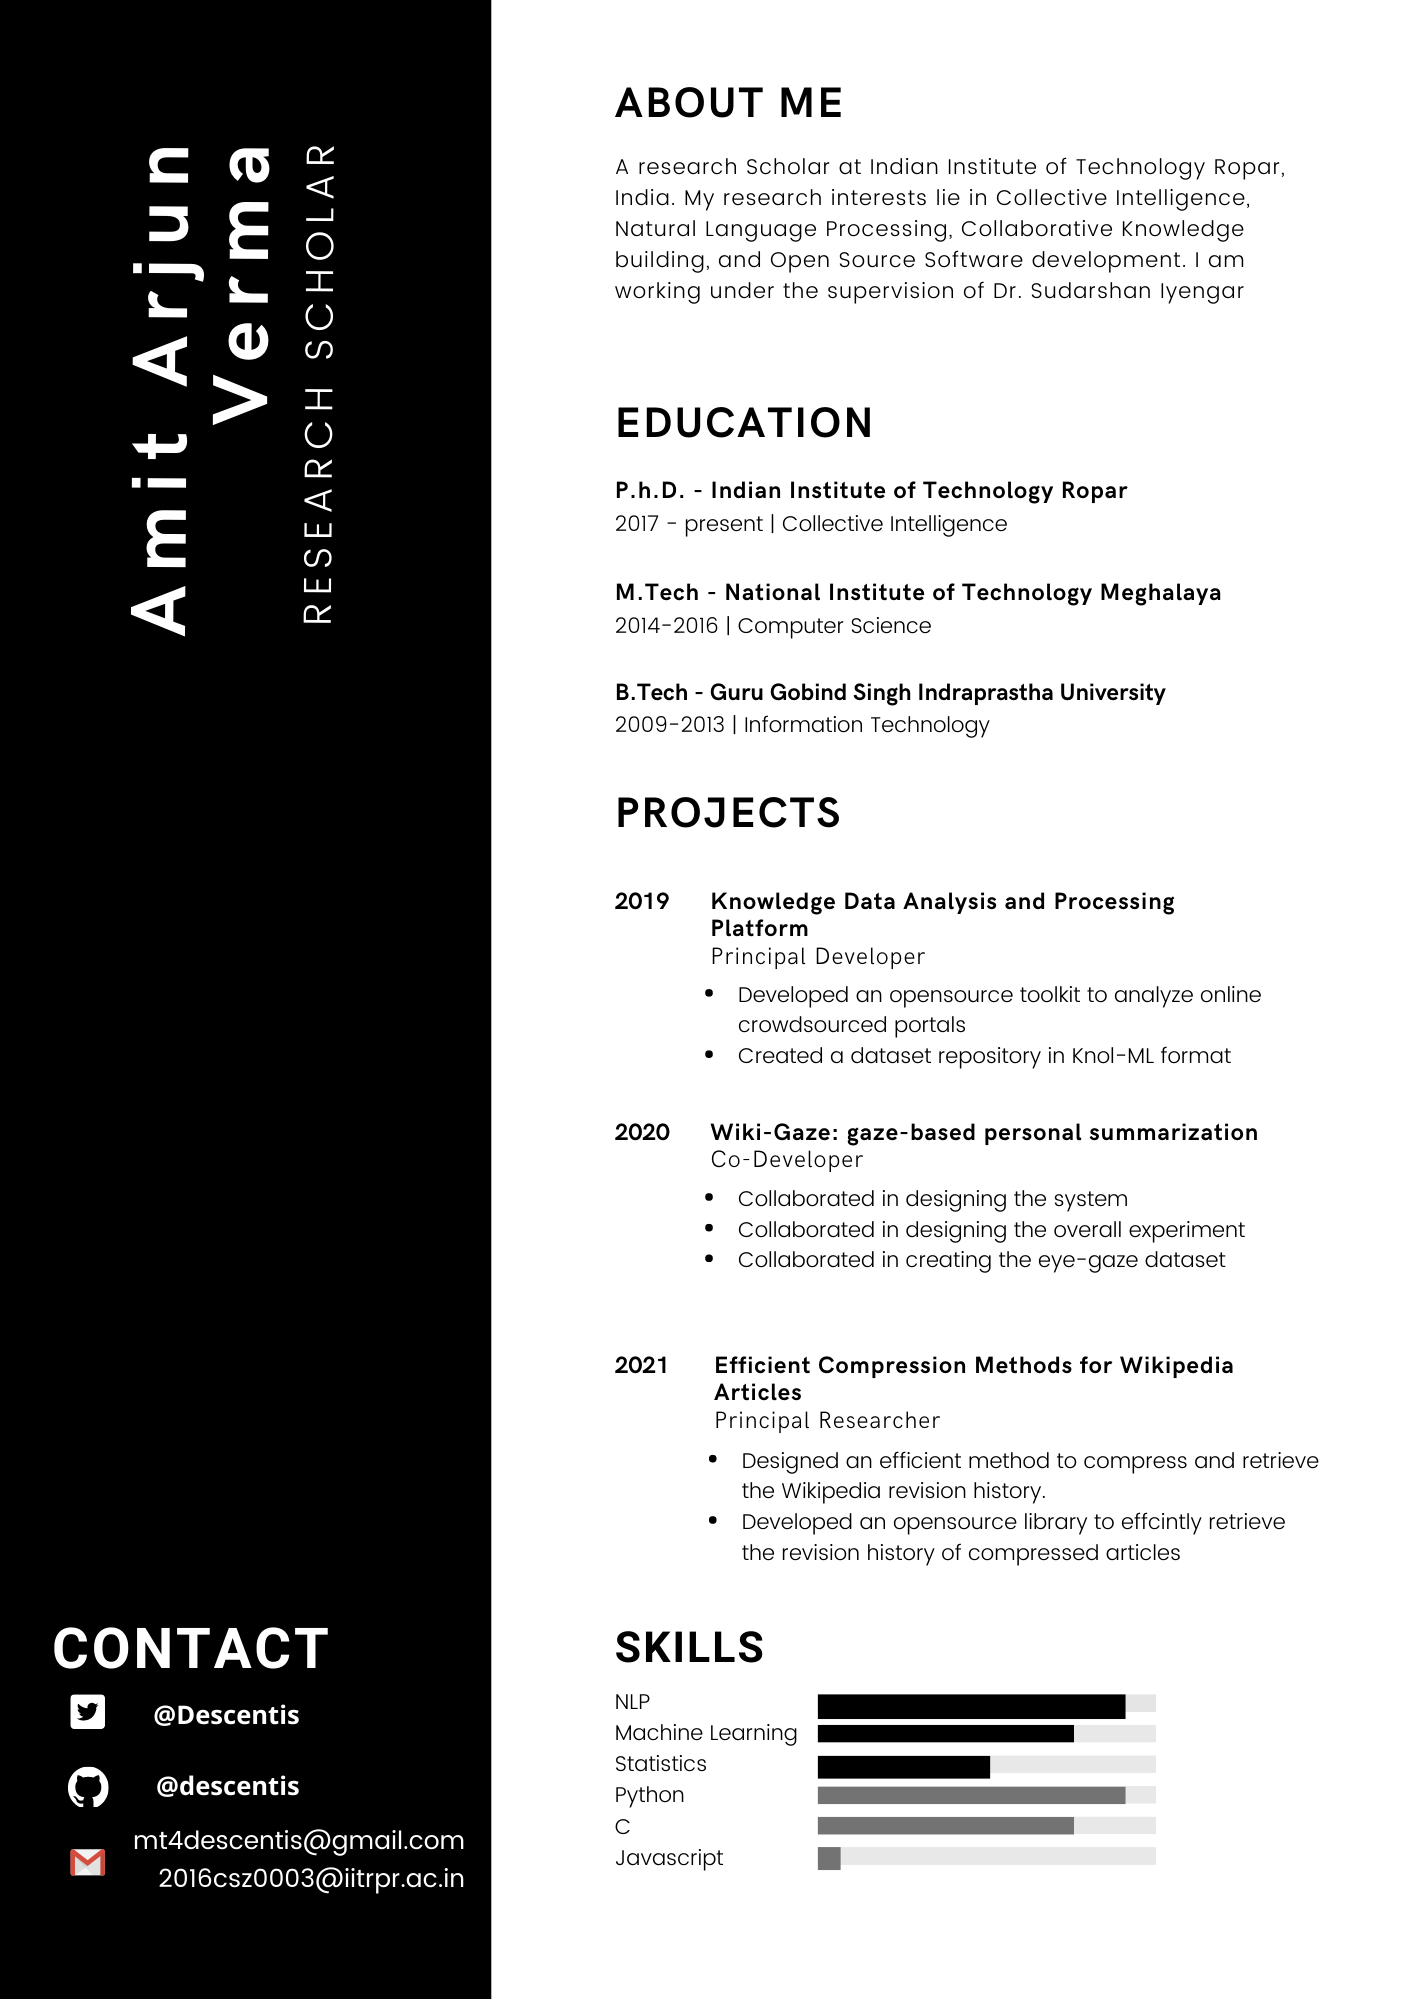 Amit Arjun
Verma
RESEARCH SCHOLAR
ABOUT ME
A research Scholar at Indian Institute of Technology Ropar,
India. My research interests lie in Collective Intelligence,
Natural Language Processing, Collaborative Knowledge
building, and Open Source Software development. I am
working under the supervision of Dr. Sudarshan Iyengar
EDUCATION
P.h.D. - Indian Institute of Technology Ropar
2017 - present | Collective Intelligence
M.Tech - National Institute of Technology Meghalaya
2014-2016 | Computer Science
B.Tech - Guru Gobind Singh Indraprastha University
2009-2013 | Information Technology
PROJECTS
2019 Knowledge Data Analysis and Processing
Platform
Principal Developer
• Developed an opensource toolkit to analyze online
crowdsourced portals
• Created a dataset repository in Knol-ML format
2020 Wiki-Gaze: gaze-based personal summarization
Co-Developer
• Collaborated in designing the system
• Collaborated in designing the overall experiment
• Collaborated in creating the eye-gaze dataset
2021 Efficient Compression Methods for Wikipedia
Articles
Principal Researcher
• Designed an efficient method to compress and retrieve
the Wikipedia revision history.
• Developed an opensource library to effcintly retrieve
the revision history of compressed articles
CONTACT
@Descentis
@descentis
mt4descentis@gmail.com
2016csz0003@iitrpr.ac.in
SKILLS
NLP
Machine Learning
Statistics
Python
C
Javascript